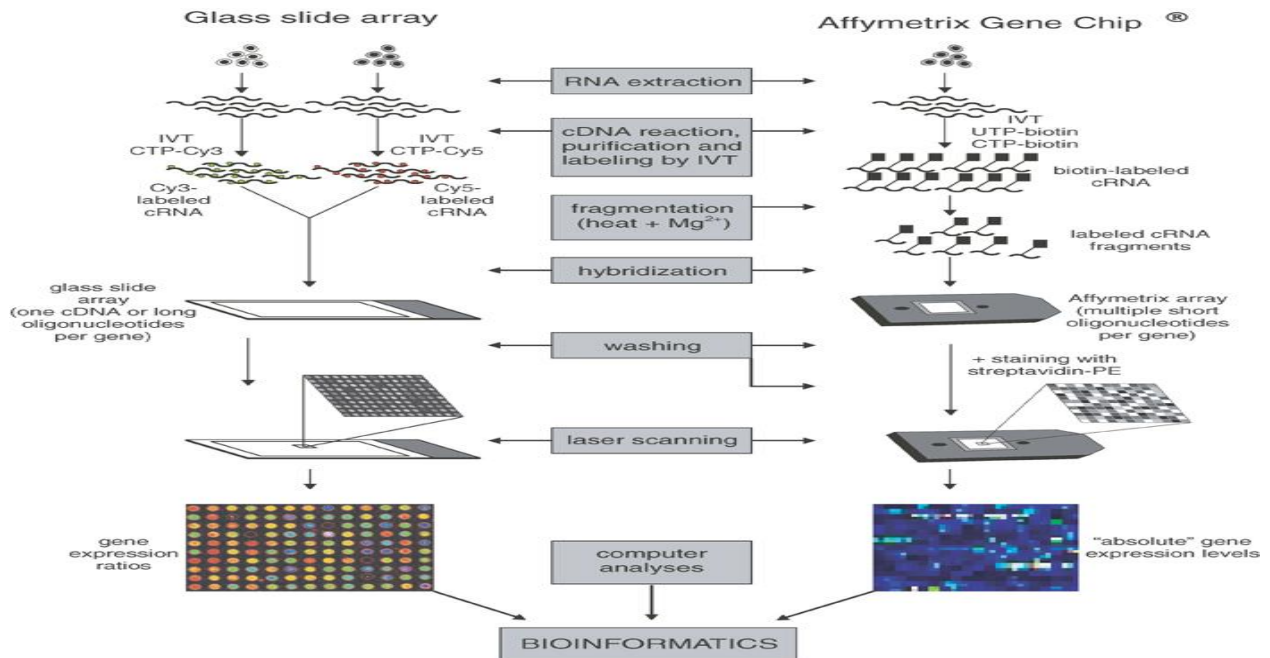 Glass slide array
Affymetrix Gene Chip ®
RNA extraction
IVT
CTP-Cy3
IVT
CTP-Cy5
cDNA reaction,
purification and
labeling by IVT
IVT
UTP-biotin
CTP-biotin
Cy3-
labeled
cRNA
Cy5-
labeled
cRNA
biotin-labeled
cRNA
fragmentation
(heat + Mg²⁺)
labeled cRNA
fragments
hybridization
glass slide
array
(one cDNA or long
oligonucleotides
per gene)
Affymetrix array
(multiple short
oligonucleotides
per gene)
washing
+ staining with
streptavidin-PE
laser scanning
gene
expression
ratios
computer
analyses
"absolute" gene
expression levels
BIOINFORMATICS